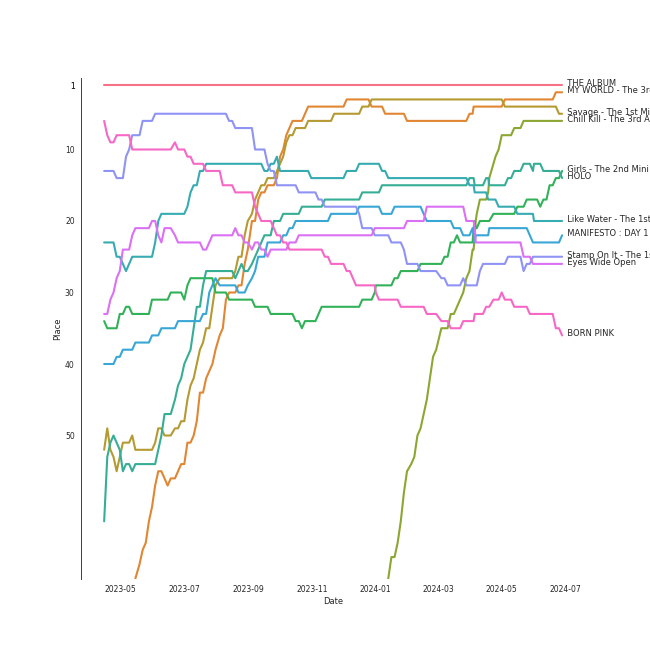 THE ALBUM
1
MY WORLD - The 3r
Savage - The 1st Mi
Chill Kill - The 3rd A
10
Girls - The 2nd Mini
HOLO
20
Like Water - The 1st
MANIFESTO : DAY 1
Stamp On It - The 1s
Eyes Wide Open
30
Place
BORN PINK
40
50
2023-05 2023-07 2023-09 2023-11 2024-01 2024-03 2024-05 2024-07
Date